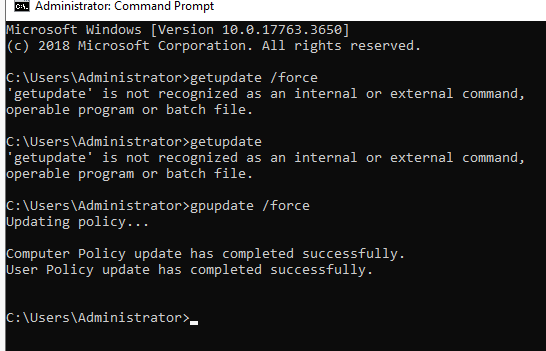 Administrator: Command Prompt
Microsoft Windows [Version 10.0.17763.3650]
(c) 2018 Microsoft Corporation. All rights reserved.
C:\Users\Administrator>getupdate /force
'getupdate' is not recognized as an internal or external command,
operable program or batch file.
C:\Users\Administrator>getupdate
'getupdate' is not recognized as an internal or external command,
operable program or batch file.
C:\Users\Administrator>gpupdate /force
Updating policy...
Computer Policy update has completed successfully.
User Policy update has completed successfully.
C:\Users\Administrator>